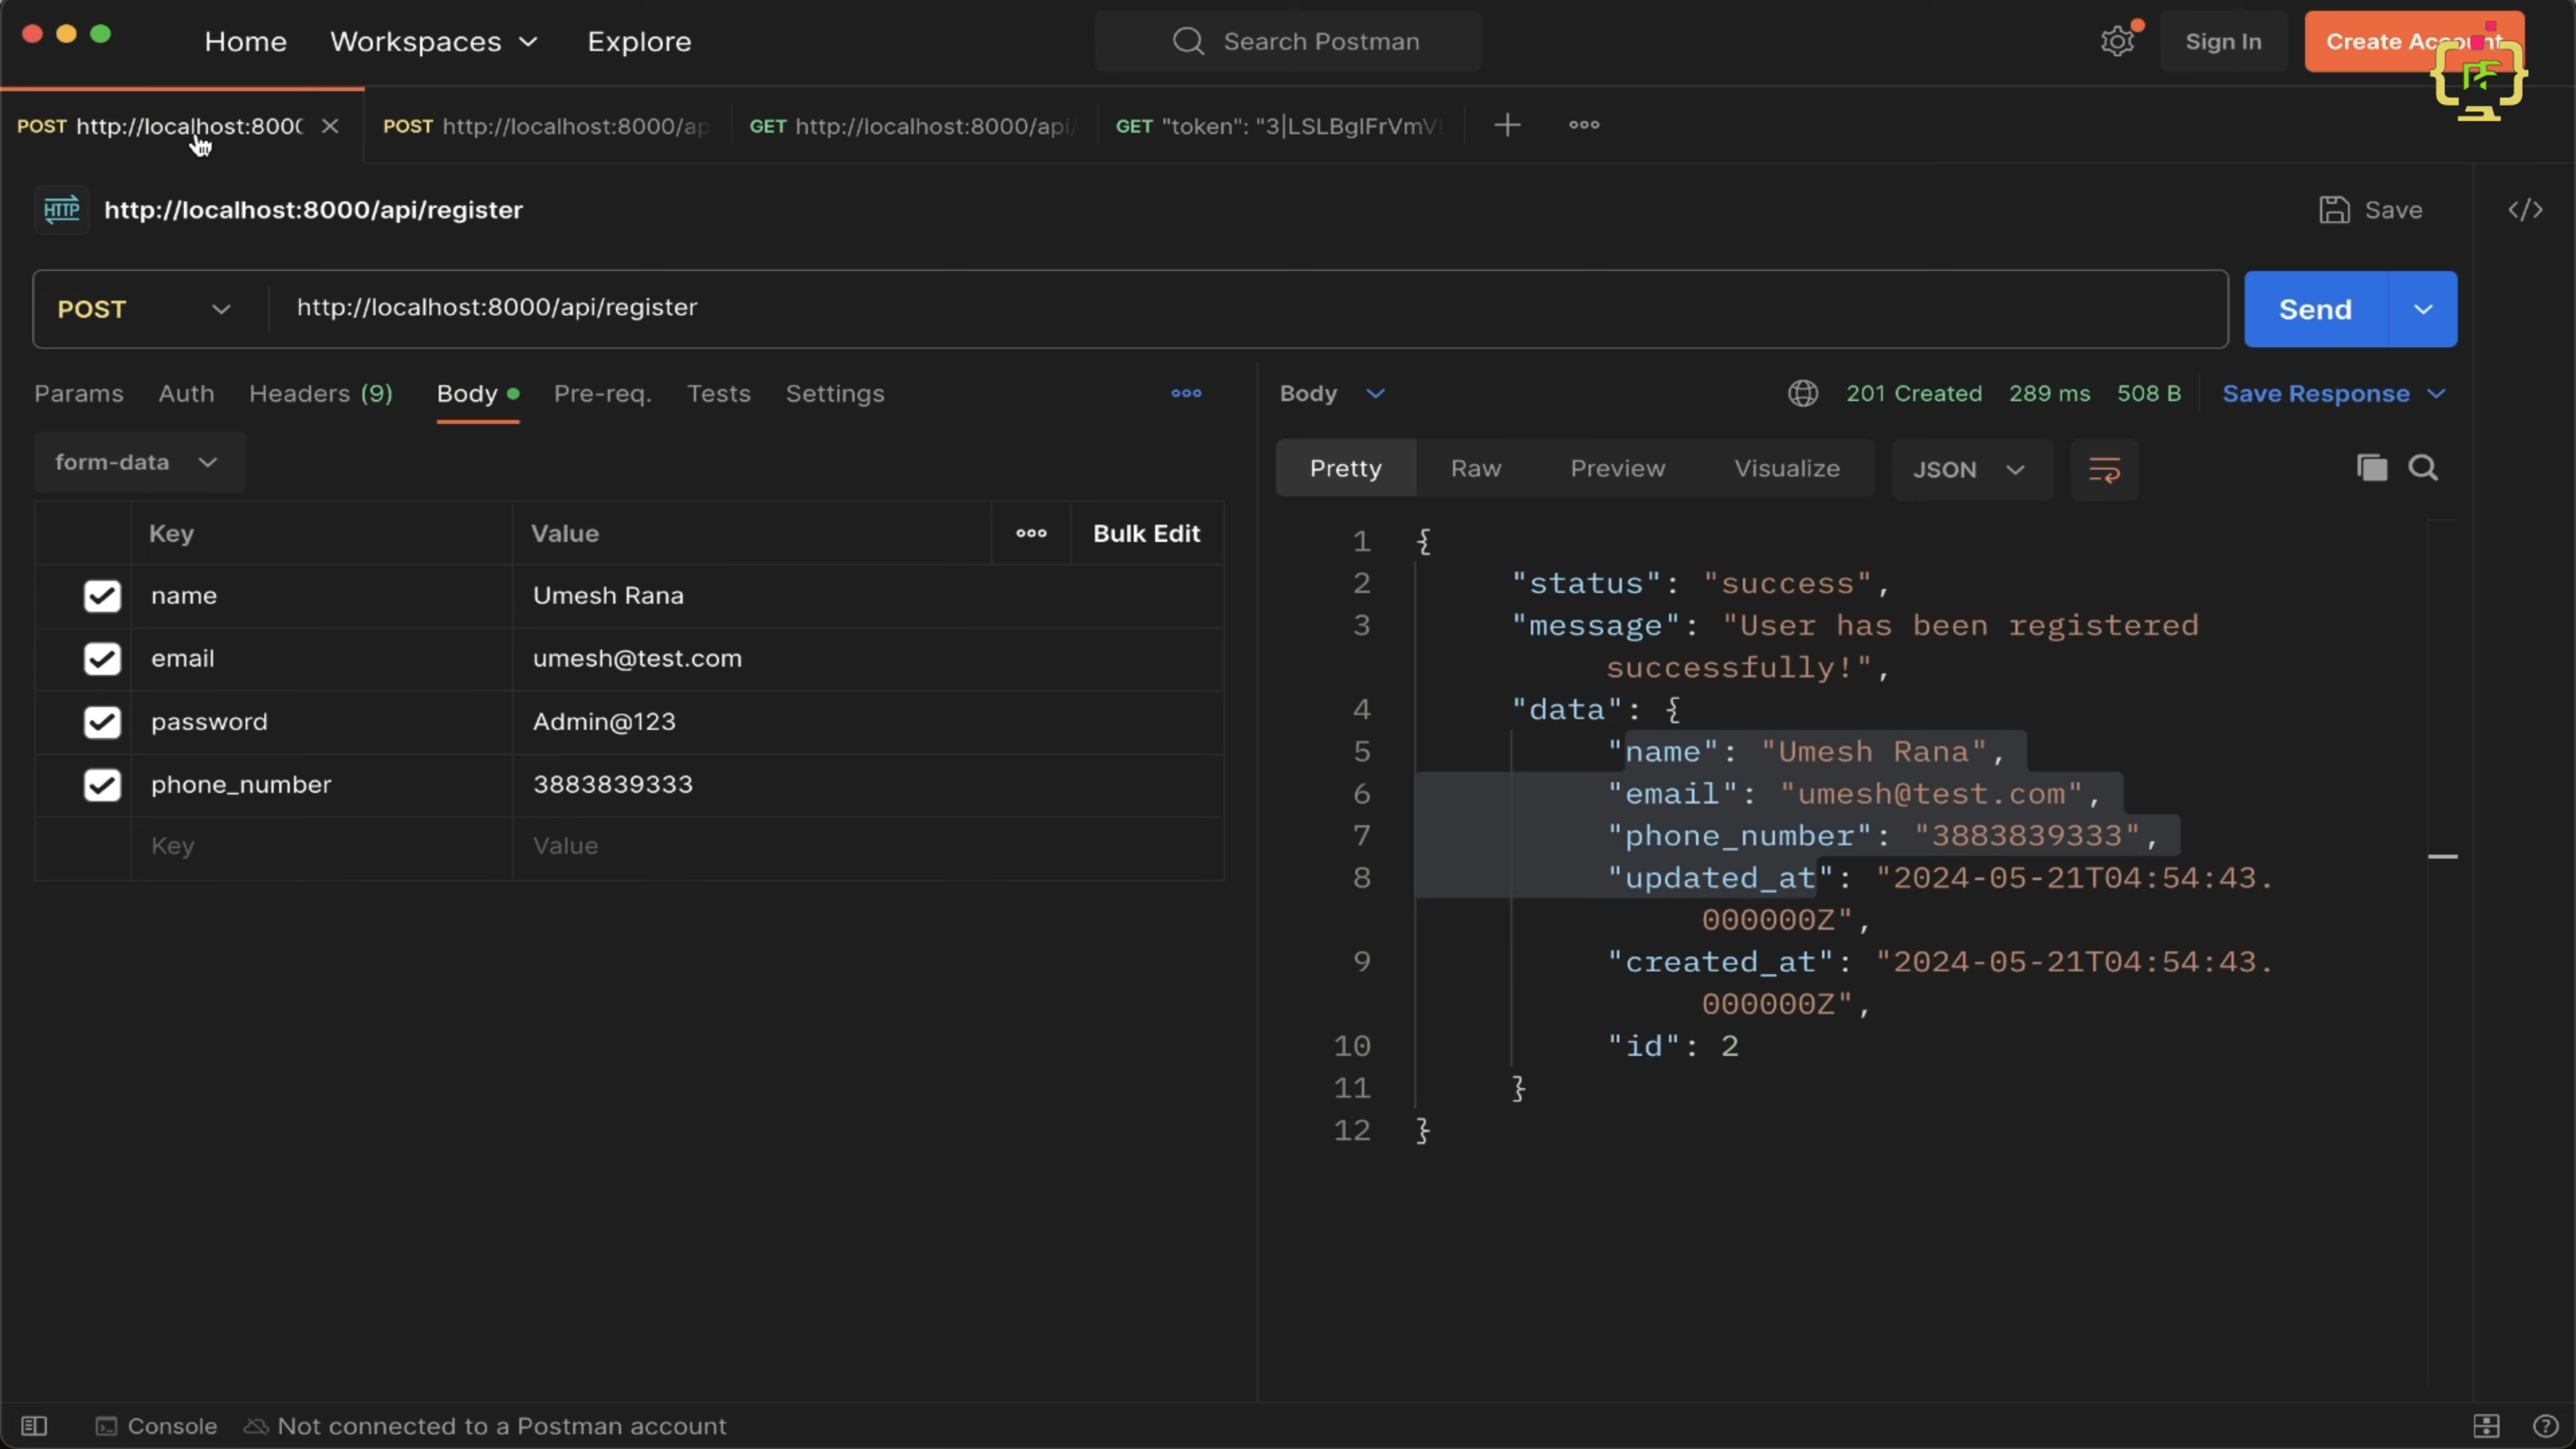 Home Workspaces Explore Search Postman Sign In Create Account
POST http://localhost:8000 POST http://localhost:8000/ap GET http://localhost:8000/api/ GET "token": "3|LSLBgIFrVmV
HTTP http://localhost:8000/api/register Save </>
POST http://localhost:8000/api/register Send
Params Auth Headers (9) Body Pre-req. Tests Settings
form-data
Key Value Bulk Edit
name Umesh Rana
email umesh@test.com
password Admin@123
phone_number 3883839333
Key Value
Body 201 Created 289 ms 508 B Save Response
Pretty Raw Preview Visualize JSON
1 {
2 "status": "success",
3 "message": "User has been registered
successfully!",
4 "data": {
5 "name": "Umesh Rana",
6 "email": "umesh@test.com",
7 "phone_number": "3883839333",
8 "updated_at": "2024-05-21T04:54:43.
000000Z",
9 "created_at": "2024-05-21T04:54:43.
000000Z",
10 "id": 2
11 }
12 }
Console Not connected to a Postman account